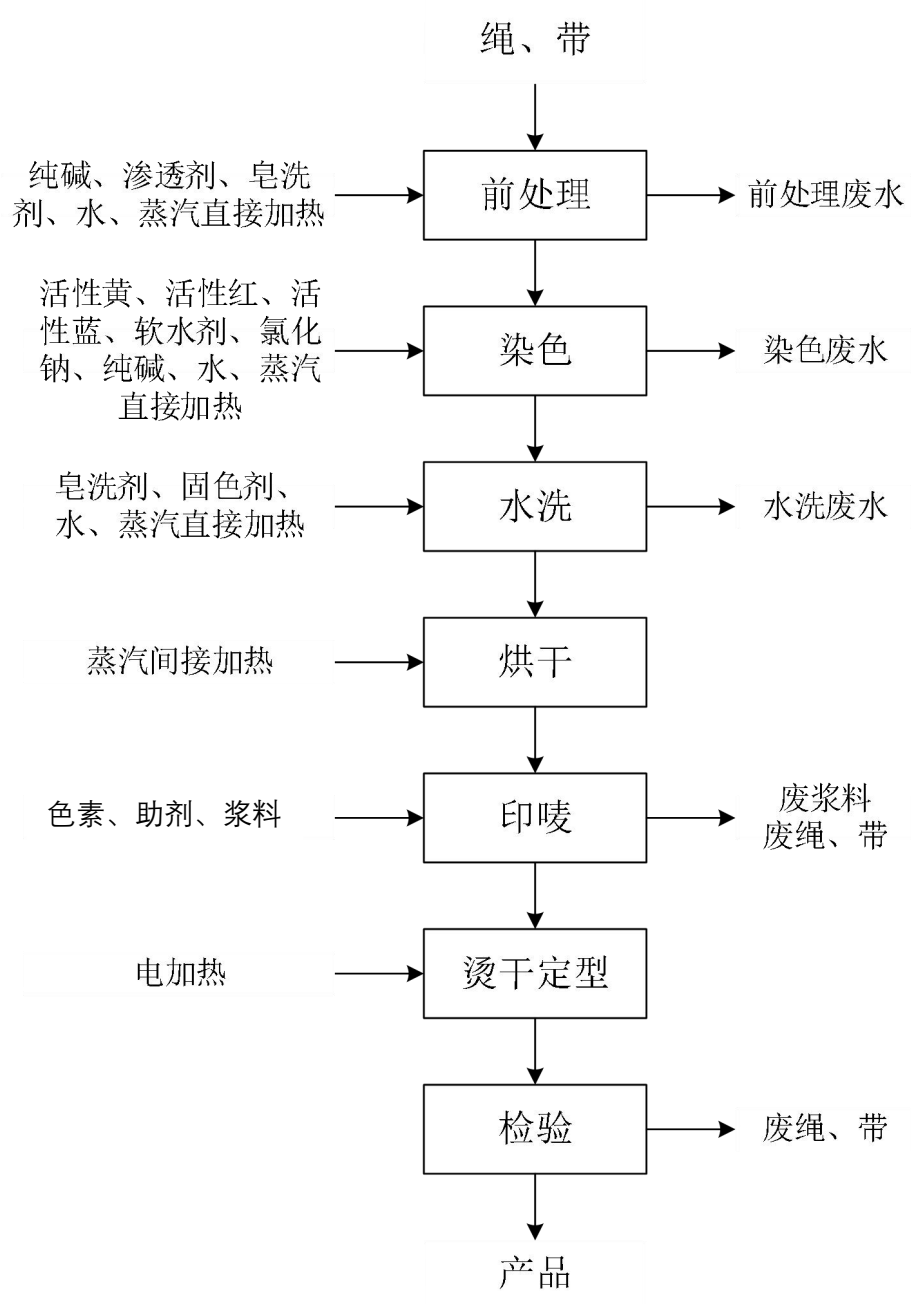 绳、带
纯碱、渗透剂、皂洗
剂、水、蒸汽直接加热
前处理
前处理废水
活性黄、活性红、活
性蓝、软水剂、氯化
钠、纯碱、水、蒸汽
直接加热
染色
染色废水
皂洗剂、固色剂、
水、蒸汽直接加热
水洗
水洗废水
蒸汽间接加热
烘干
色素、助剂、浆料
印唛
废浆料
废绳、带
电加热
烫干定型
检验
废绳、带
产品